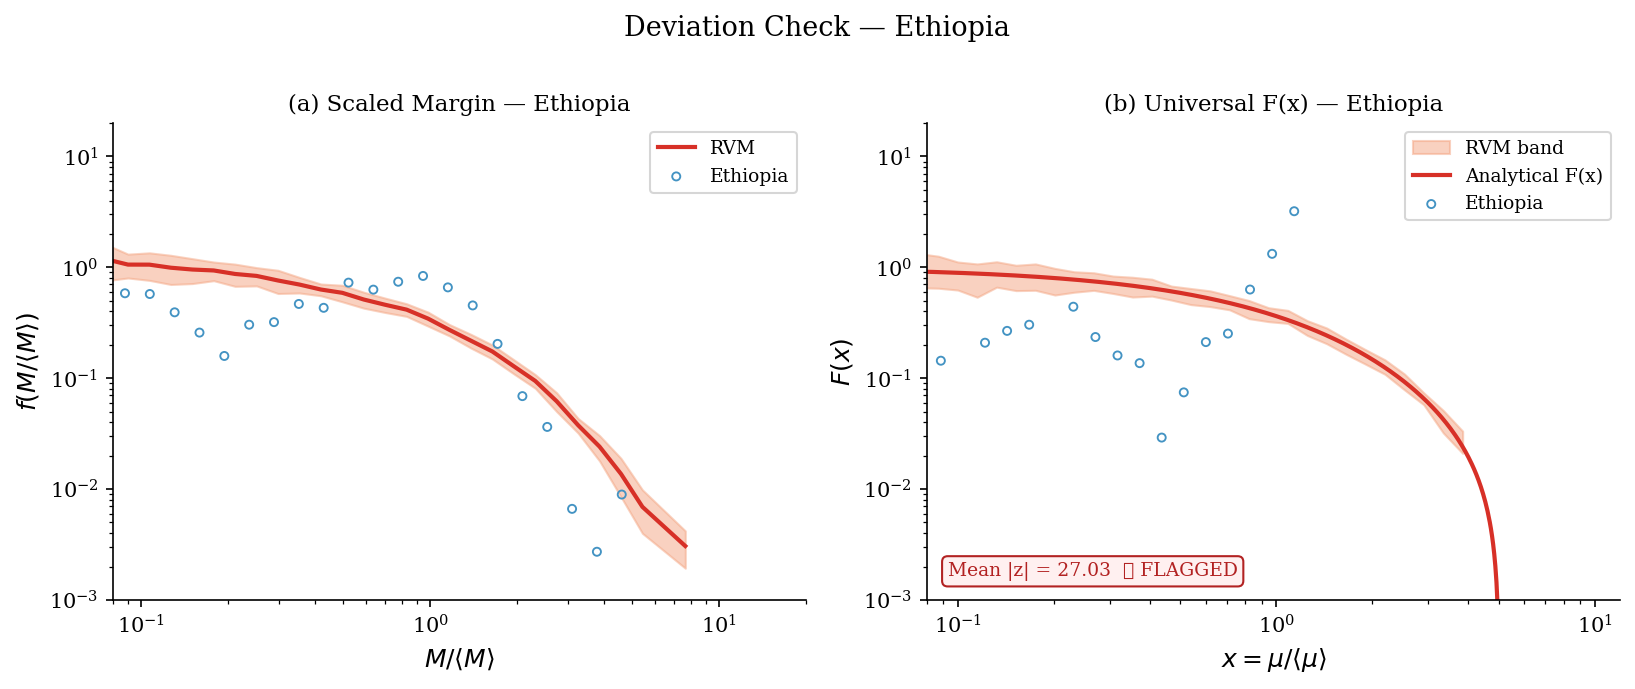 Deviation Check — Ethiopia
(a) Scaled Margin — Ethiopia
RVM
Ethiopia
10¹
10⁰
10⁻¹
10⁻²
10⁻³
f(M/⟨M⟩)
10⁻¹
10⁰
10¹
M/⟨M⟩
(b) Universal F(x) — Ethiopia
RVM band
Analytical F(x)
Ethiopia
10¹
10⁰
10⁻¹
10⁻²
10⁻³
F(x)
Mean |z| = 27.03 ▯ FLAGGED
10⁻¹
10⁰
10¹
x = μ/⟨μ⟩